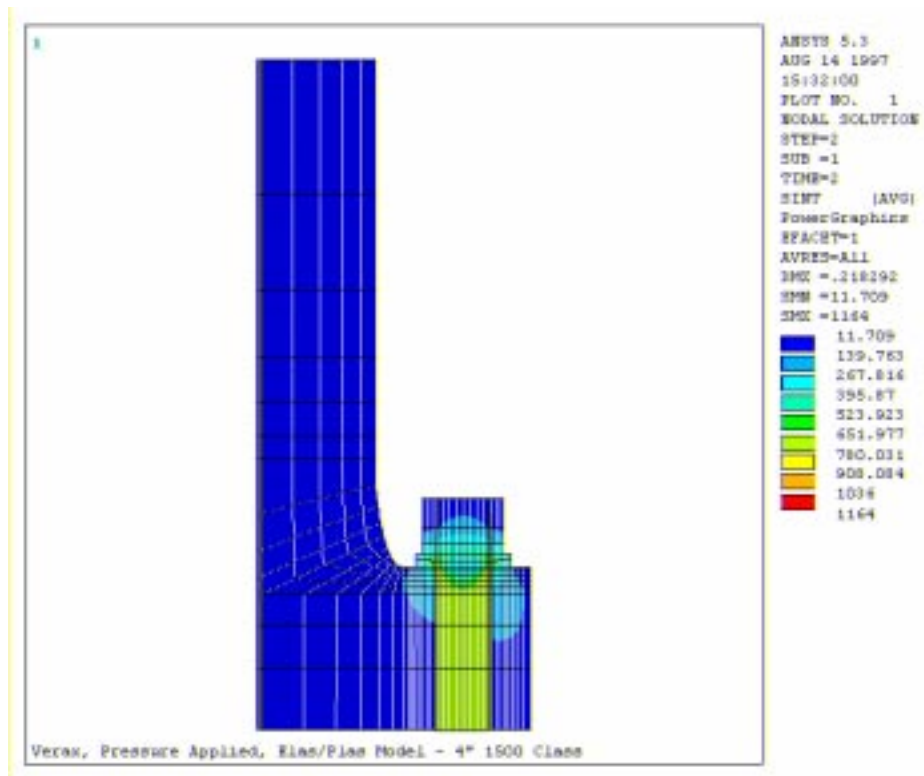 1
ANSYS 5.3
AUG 14 1997
15:32:00
PLOT NO. 1
NODAL SOLUTION
STEP=2
SUB =1
TIME=2
SINT (AVG)
PowerGraphics
EFACET=1
AVRES=All
DMX =.218292
SMN =11.709
SMX =1164
11.709
139.763
267.816
395.87
523.923
651.977
780.031
908.084
1036
1164
Verax, Pressure Applied, Elas/Plas Model - 4" 1500 Class